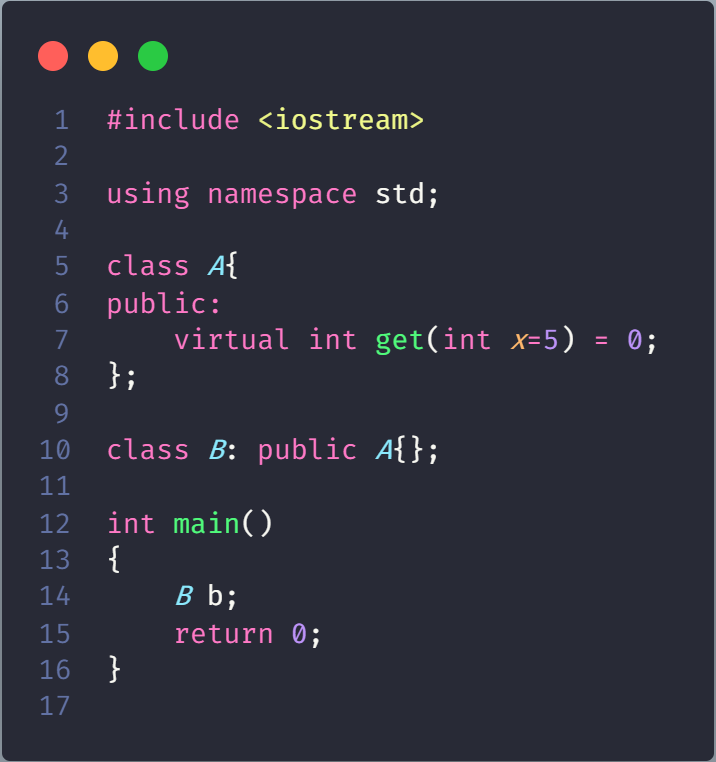 1 #include <iostream>
2
3 using namespace std;
4
5 class A{
6 public:
7     virtual int get(int x=5) = 0;
8 };
9
10 class B: public A{};
11
12 int main()
13 {
14     B b;
15     return 0;
16 }
17